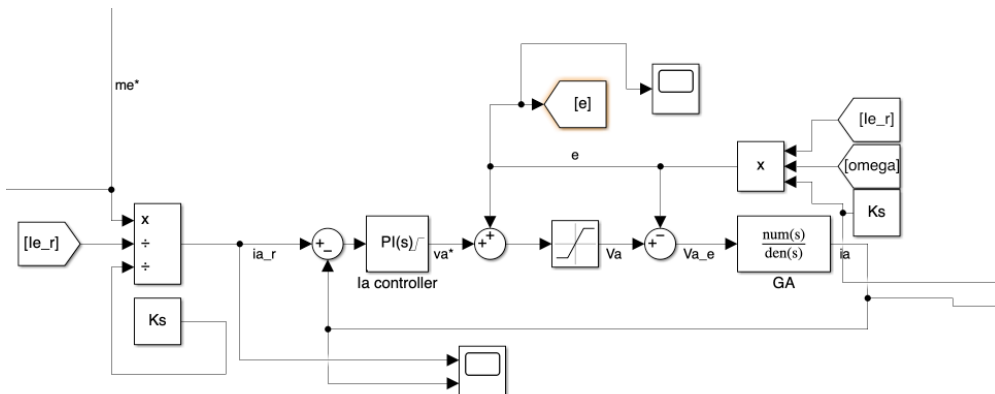 me*
[e]
[Ie_r]
e
x
[omega]
Ks
[Ie_r]
x
÷
÷
ia_r
+
−
PI(s)
va*
+
+
Va
+
−
Va_e
num(s)
den(s)
ia
Ia controller
GA
Ks